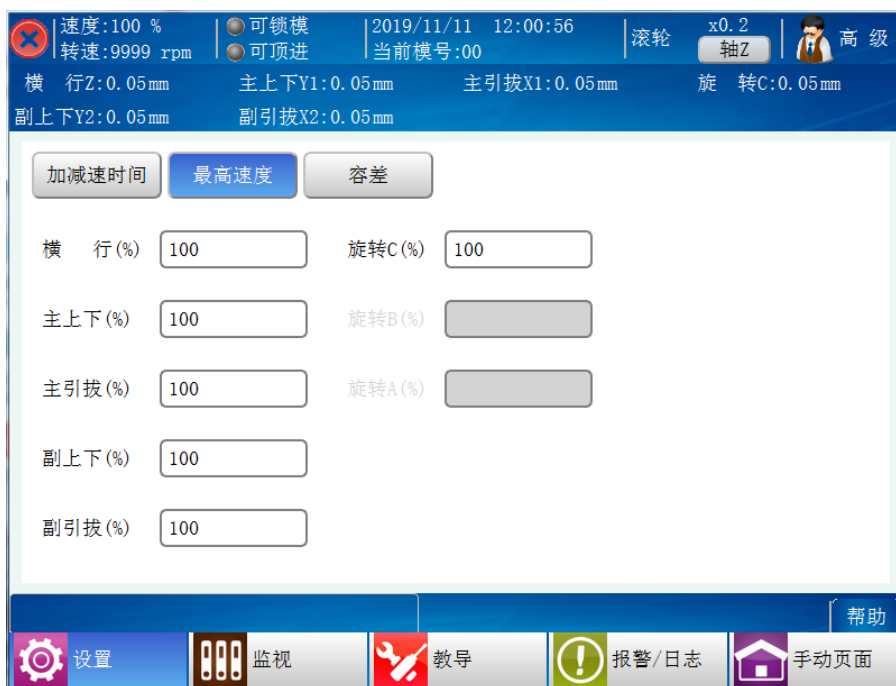 速度:100 % 可锁模 2019/11/11 12:00:56 滚轮 x0.2 高 级
转速:9999 rpm 可顶进 当前模号:00 轴Z
横 行Z:0.05mm 主上下Y1:0.05mm 主引拔X1:0.05mm 旋 转C:0.05mm
副上下Y2:0.05mm 副引拔X2:0.05mm
加减速时间 最高速度 容差
横 行(%) 100 旋转C(%) 100
主上下(%) 100 旋转B(%)
主引拔(%) 100 旋转A(%)
副上下(%) 100
副引拔(%) 100
帮助
设置 监视 教导 报警/日志 手动页面